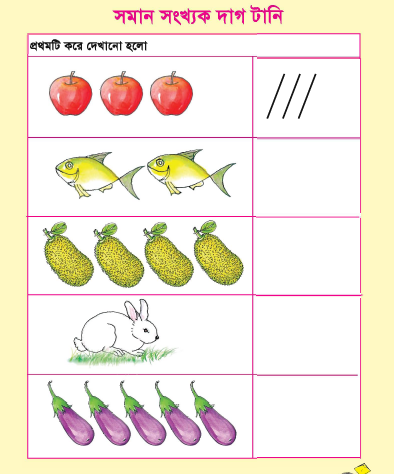 সমান সংখ্যক দাগ টানি
প্রথমটি করে দেখানো হলো